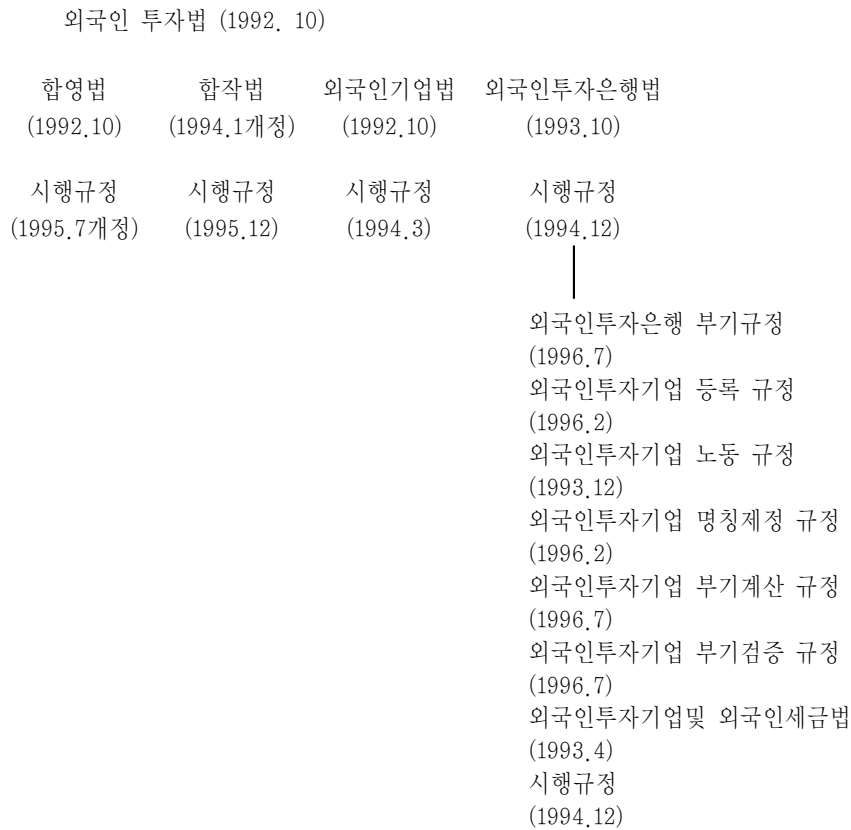 외국인 투자법 (1992. 10)
합영법 합작법 외국인기업법 외국인투자은행법
(1992.10) (1994.1개정) (1992.10) (1993.10)
시행규정 시행규정 시행규정 시행규정
(1995.7개정) (1995.12) (1994.3) (1994.12)
외국인투자은행 부기규정
(1996.7)
외국인투자기업 등록 규정
(1996.2)
외국인투자기업 노동 규정
(1993.12)
외국인투자기업 명칭제정 규정
(1996.2)
외국인투자기업 부기계산 규정
(1996.7)
외국인투자기업 부기검증 규정
(1996.7)
외국인투자기업및 외국인세금법
(1993.4)
시행규정
(1994.12)